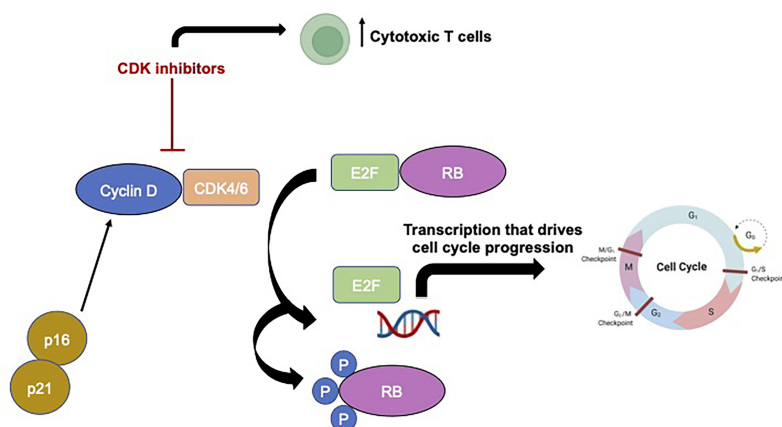 Cytotoxic T cells
CDK inhibitors
Cyclin D
CDK4/6
E2F
RB
Transcription that drives
cell cycle progression
E2F
p16
p21
P
P
P
RB
G₁
G₀
M/G₁
Checkpoint
M
Cell Cycle
G₁/S
Checkpoint
G₂/M
Checkpoint
G₂
S